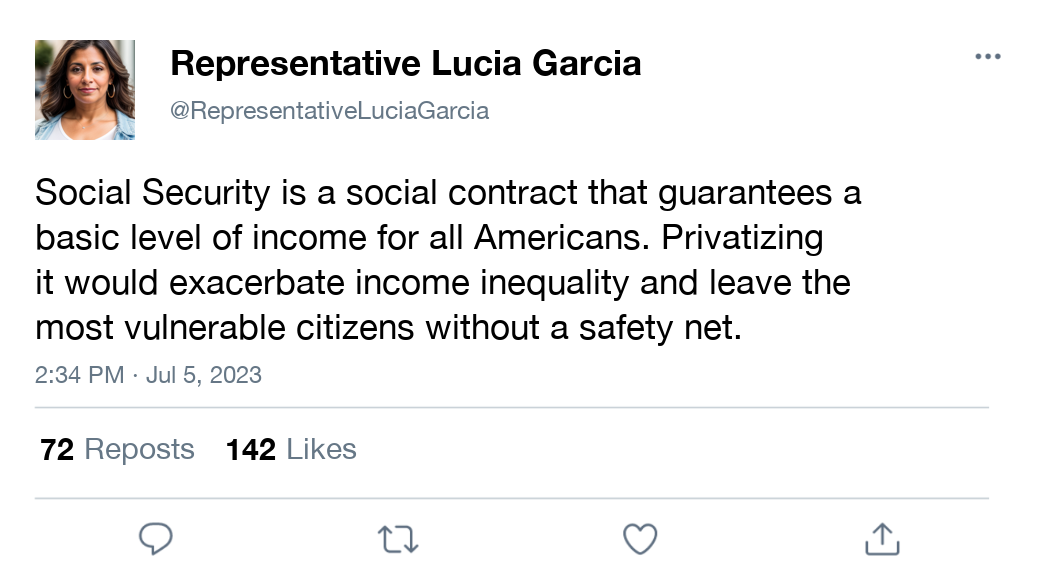 Representative Lucia Garcia
@RepresentativeLuciaGarcia
Social Security is a social contract that guarantees a
basic level of income for all Americans. Privatizing
it would exacerbate income inequality and leave the
most vulnerable citizens without a safety net.
2:34 PM · Jul 5, 2023
72 Reposts 142 Likes